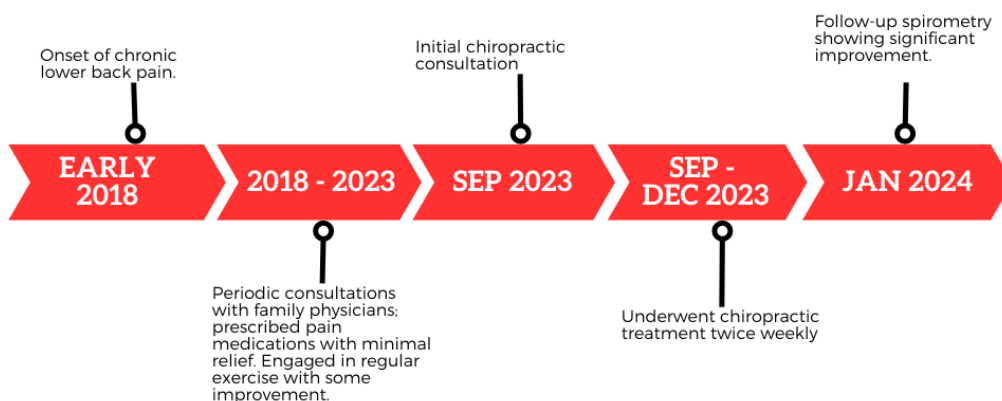 Onset of chronic
lower back pain.
Initial chiropractic
consultation
Follow-up spirometry
showing significant
improvement.
EARLY
2018
2018 - 2023
SEP 2023
SEP -
DEC 2023
JAN 2024
Periodic consultations
with family physicians;
prescribed pain
medications with minimal
relief. Engaged in regular
exercise with some
improvement.
Underwent chiropractic
treatment twice weekly